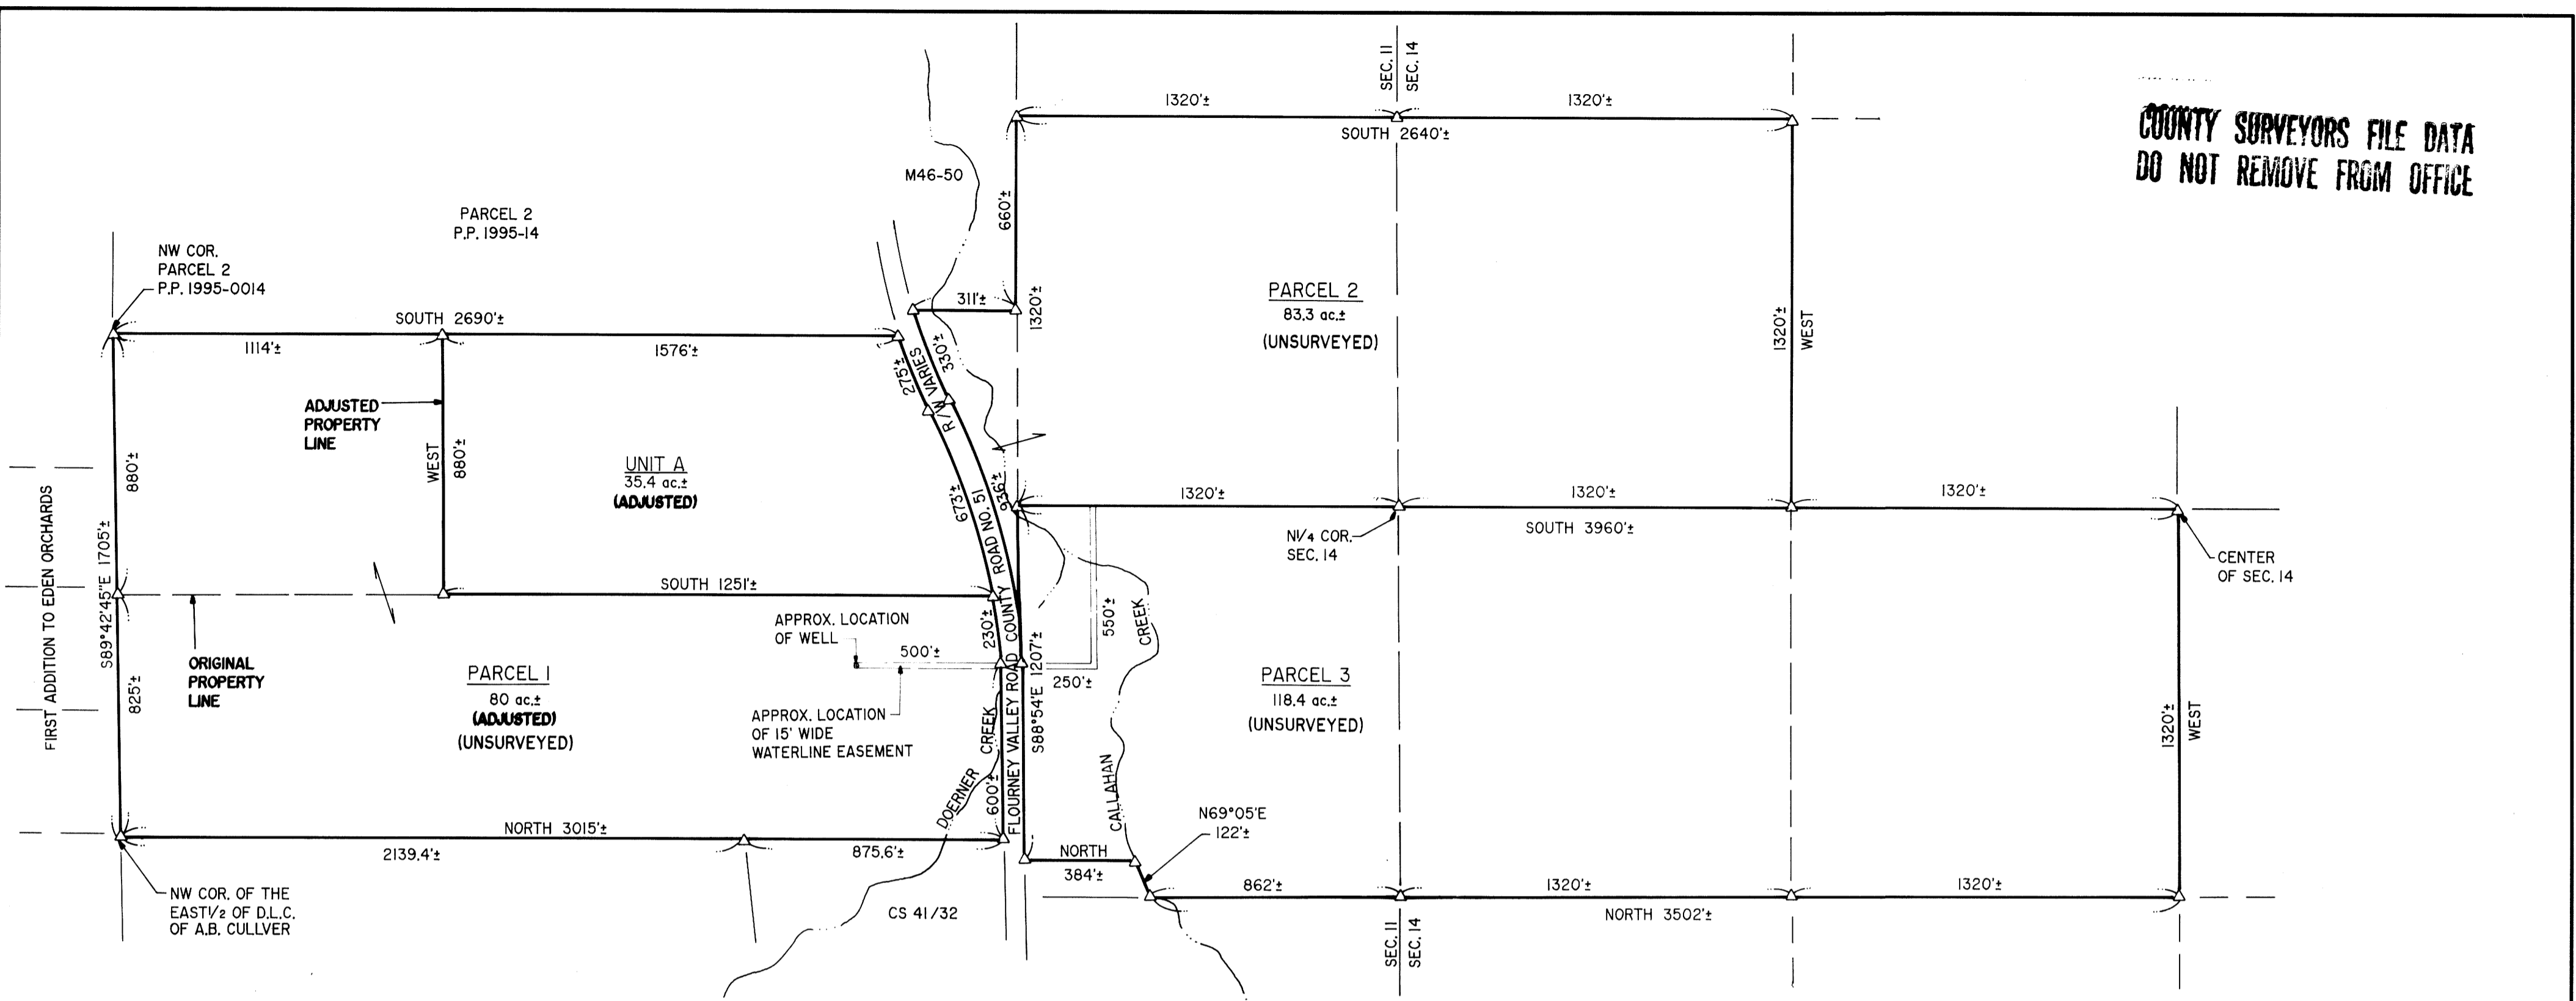 COUNTY SURVEYORS FILE DATA
DO NOT REMOVE FROM OFFICE
SEC. 11
SEC. 14
1320'±
1320'±
SOUTH 2640'±
M46-50
660'±
PARCEL 2
P.P. 1995-14
NW COR.
PARCEL 2
P.P. 1995-0014
311'±
1320'±
PARCEL 2
83.3 ac.±
(UNSURVEYED)
1320'±
WEST
SOUTH 2690'±
1114'±
1576'±
275'±
R/W VARIES
330'±
ADJUSTED
PROPERTY
LINE
880'±
WEST
880'±
UNIT A
35.4 ac.±
(ADJUSTED)
673'±
936'±
1320'±
1320'±
1320'±
SOUTH 3960'±
N1/4 COR.
SEC. 14
CENTER
OF SEC. 14
FIRST ADDITION TO EDEN ORCHARDS
S89°42'45"E 1705'±
SOUTH 1251'±
APPROX. LOCATION
OF WELL
500'±
230'±
FLOURNEY VALLEY ROAD COUNTY ROAD NO. 51
S88°54'E 1207'±
550'±
250'±
CALLAHAN CREEK
ORIGINAL
PROPERTY
LINE
825'±
PARCEL 1
80 ac.±
(ADJUSTED)
(UNSURVEYED)
APPROX. LOCATION
OF 15' WIDE
WATERLINE EASEMENT
DOERNER CREEK
600'±
PARCEL 3
118.4 ac.±
(UNSURVEYED)
1320'±
WEST
N69°05'E
122'±
NORTH 3015'±
2139.4'±
875.6'±
NORTH
384'±
862'±
1320'±
1320'±
NORTH 3502'±
NW COR. OF THE
EAST1/2 OF D.L.C.
OF A.B. CULLVER
CS 41/32
SEC. 11
SEC. 14